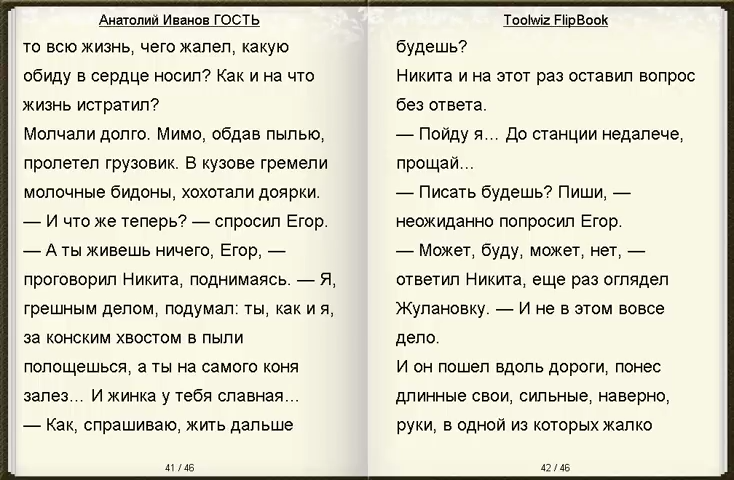 Анатолий Иванов ГОСТЬ
то всю жизнь, чего жалел, какую
обиду в сердце носил? Как и на что
жизнь истратил?
Молчали долго. Мимо, обдав пылью,
пролетел грузовик. В кузове гремели
молочные бидоны, хохотали доярки.
— И что же теперь? — спросил Егор.
— А ты живешь ничего, Егор, —
проговорил Никита, поднимаясь. — Я,
грешным делом, подумал: ты, как и я,
за конским хвостом в пыли
полощешься, а ты на самого коня
залез... И жинка у тебя славная...
— Как, спрашиваю, жить дальше
41 / 46
Toolwiz FlipBook
будешь?
Никита и на этот раз оставил вопрос
без ответа.
— Пойду я... До станции недалече,
прощай...
— Писать будешь? Пиши, —
неожиданно попросил Егор.
— Может, буду, может, нет, —
ответил Никита, еще раз оглядел
Жулановку. — И не в этом вовсе
дело.
И он пошел вдоль дороги, понес
длинные свои, сильные, наверно,
руки, в одной из которых жалко
42 / 46